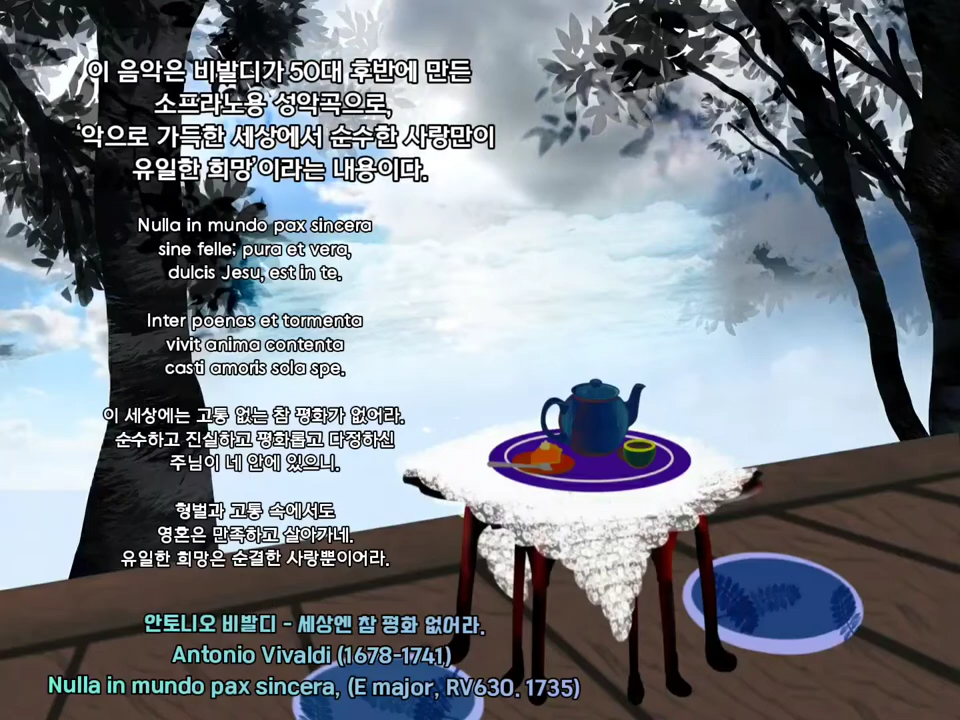 이 음악은 비발디가 50대 후반에 만든
소프라노용 성악곡으로,
'악으로 가득한 세상에서 순수한 사랑만이
유일한 희망'이라는 내용이다.
Nulla in mundo pax sincera
sine felle; pura et vera,
dulcis Jesu, est in te.
Inter poenas et tormenta
vivit anima contenta
casti amoris sola spe.
이 세상에는 고통 없는 참 평화가 없어라.
순수하고 진실하고 평화롭고 다정하신
주님이 네 안에 있으니.
형벌과 고통 속에서도
영혼은 만족하고 살아가네.
유일한 희망은 순결한 사랑뿐이어라.
안토니오 비발디 - 세상엔 참 평화 없어라.
Antonio Vivaldi (1678-1741)
Nulla in mundo pax sincera, (E major, RV630. 1735)